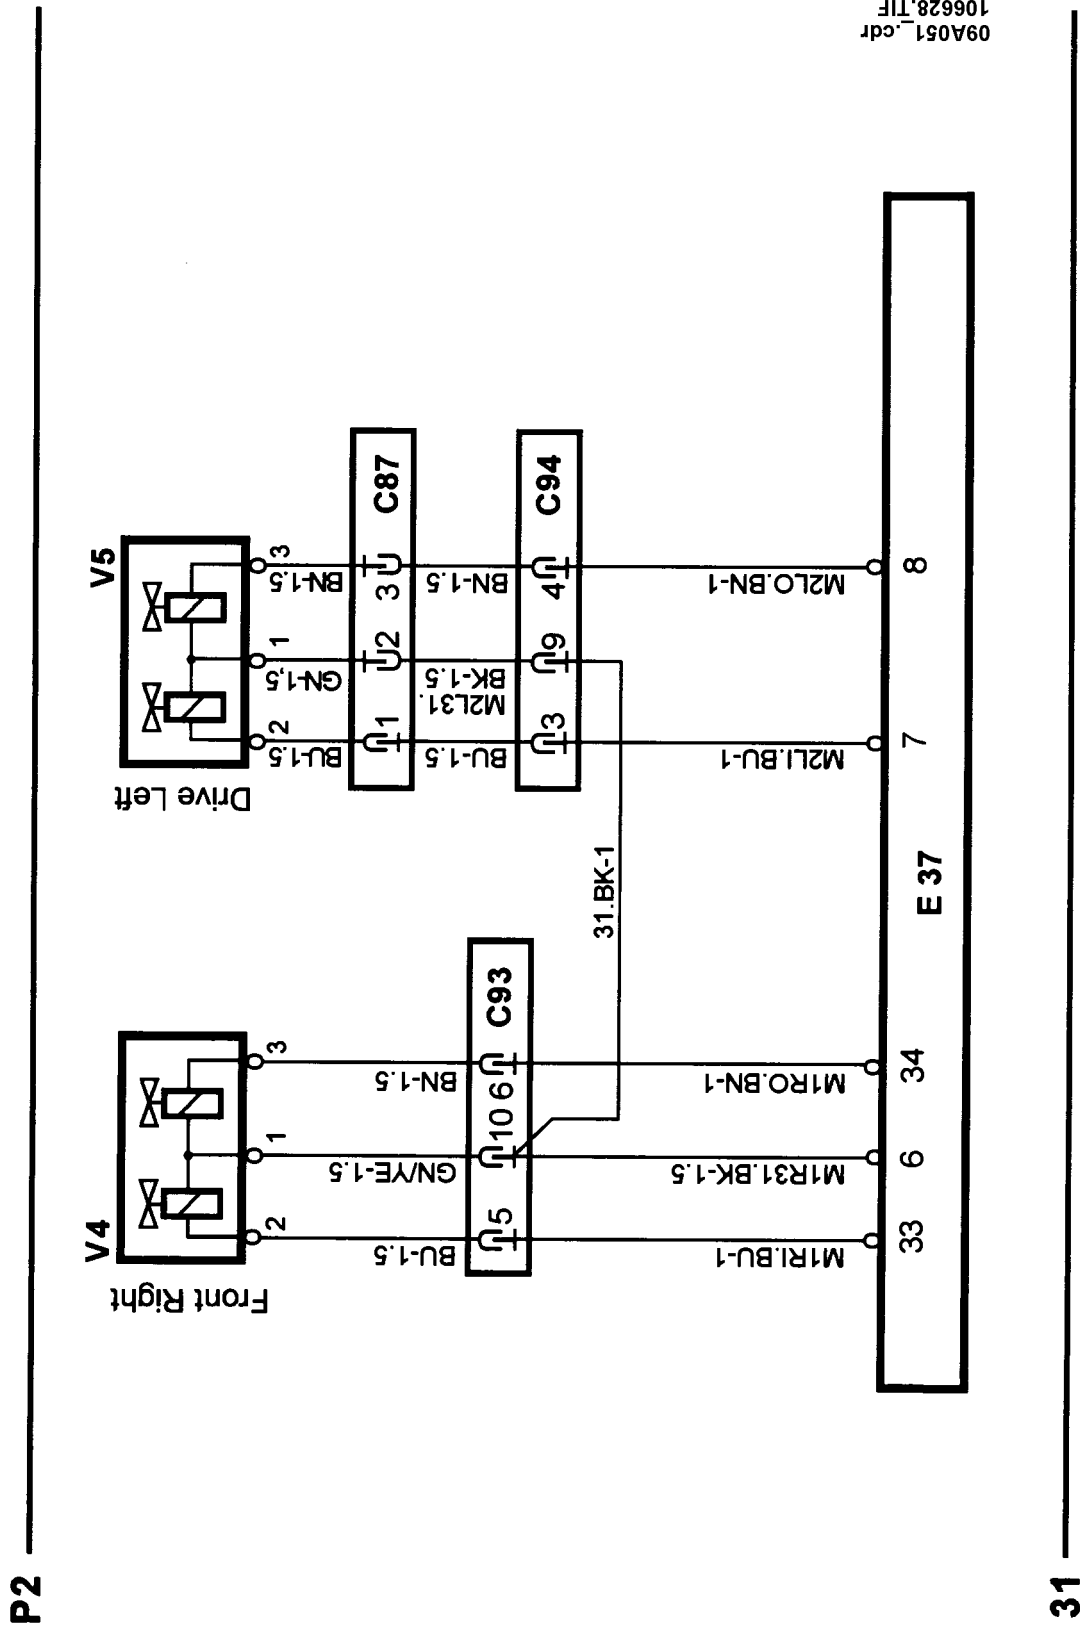 P2
V4
Front Right
2
1
3
BU-1.5
GN/YE-1.5
BN-1.5
5
10
6
C93
M1RI.BU-1
M1R31.BK-1.5
M1RO.BN-1
33
6
34
31.BK-1
V5
Drive Left
2
1
3
BU-1.5
GN-1,5
BN-1.5
1
2
3
C87
BU-1.5
M2L31.
BK-1.5
BN-1.5
3
9
4
C94
M2LI.BU-1
M2LO.BN-1
7
8
E 37
31
09A051_.cdr
106628.TIF